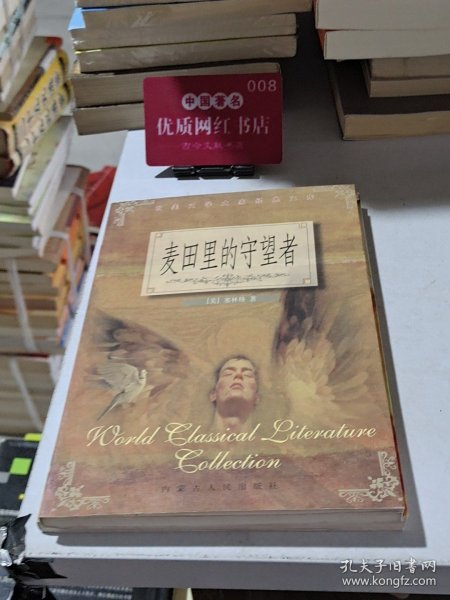 008
中国著名
优质网红书店
麦田里的守望者
[美] 塞林格 著
World Classical Literature
Collection
内蒙古人民出版社
孔夫子旧书网
www.kongfz.com